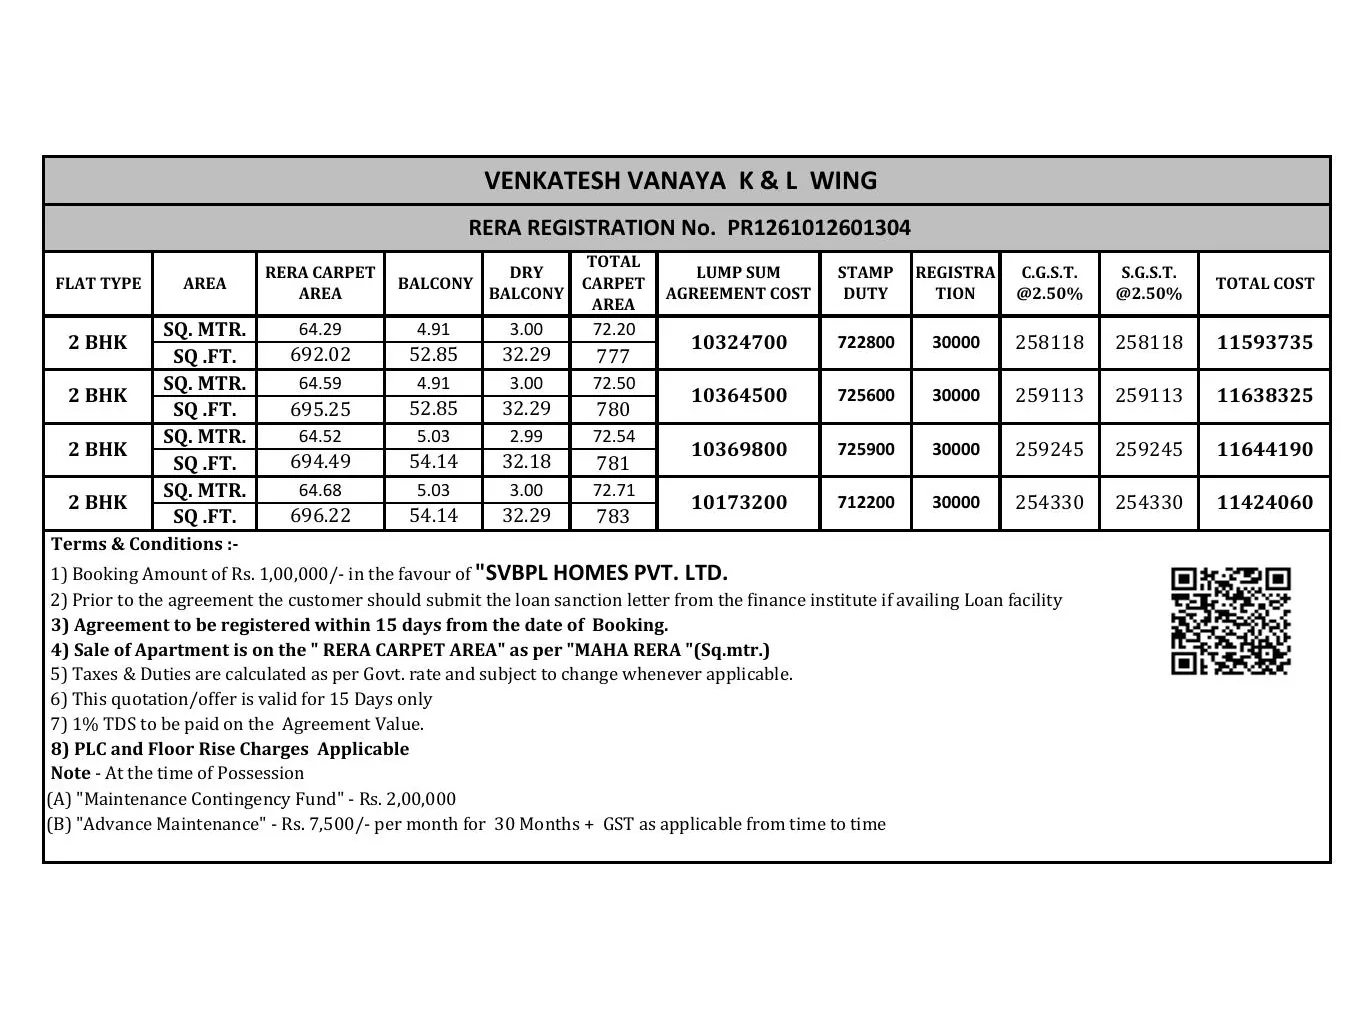 VENKATESH VANAYA K & L WING
RERA REGISTRATION No. PR1261012601304
FLAT TYPE AREA RERA CARPET AREA BALCONY DRY BALCONY TOTAL CARPET AREA LUMP SUM AGREEMENT COST STAMP DUTY REGISTRATION C.G.S.T. @2.50% S.G.S.T. @2.50% TOTAL COST
2 BHK SQ. MTR. 64.29 4.91 3.00 72.20 10324700 722800 30000 258118 258118 11593735
SQ .FT. 692.02 52.85 32.29 777
2 BHK SQ. MTR. 64.59 4.91 3.00 72.50 10364500 725600 30000 259113 259113 11638325
SQ .FT. 695.25 52.85 32.29 780
2 BHK SQ. MTR. 64.52 5.03 2.99 72.54 10369800 725900 30000 259245 259245 11644190
SQ .FT. 694.49 54.14 32.18 781
2 BHK SQ. MTR. 64.68 5.03 3.00 72.71 10173200 712200 30000 254330 254330 11424060
SQ .FT. 696.22 54.14 32.29 783
Terms & Conditions :-
1) Booking Amount of Rs. 1,00,000/- in the favour of "SVBPL HOMES PVT. LTD.
2) Prior to the agreement the customer should submit the loan sanction letter from the finance institute if availing Loan facility
3) Agreement to be registered within 15 days from the date of Booking.
4) Sale of Apartment is on the " RERA CARPET AREA" as per "MAHA RERA "(Sq.mtr.)
5) Taxes & Duties are calculated as per Govt. rate and subject to change whenever applicable.
6) This quotation/offer is valid for 15 Days only
7) 1% TDS to be paid on the Agreement Value.
8) PLC and Floor Rise Charges Applicable
Note - At the time of Possession
(A) "Maintenance Contingency Fund" - Rs. 2,00,000
(B) "Advance Maintenance" - Rs. 7,500/- per month for 30 Months + GST as applicable from time to time